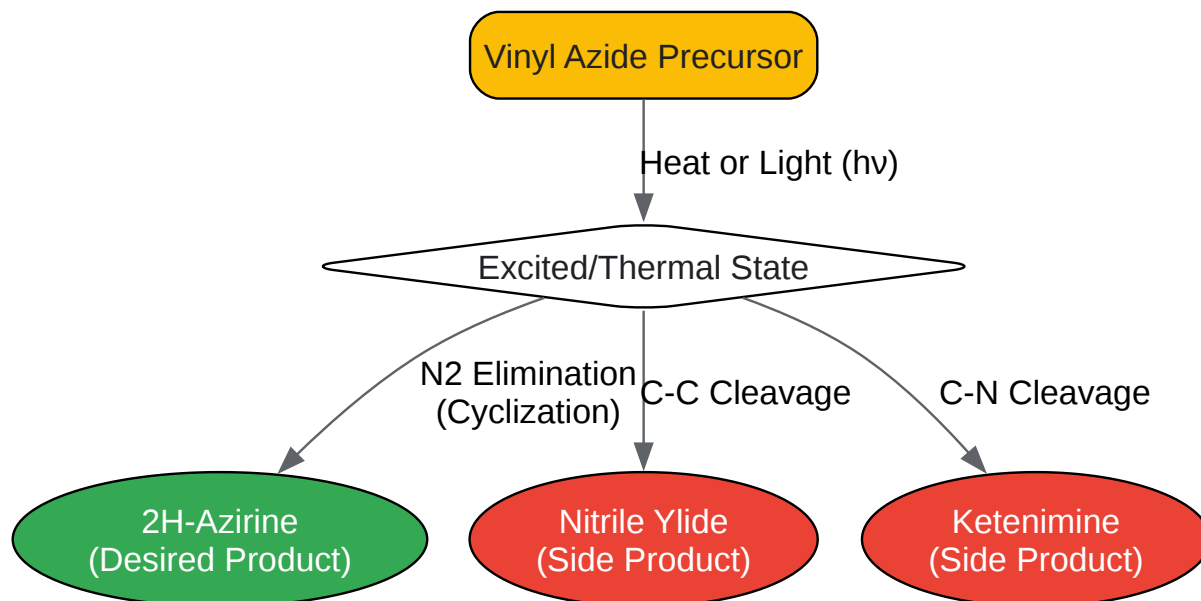 Vinyl Azide Precursor
Heat or Light (hν)
Excited/Thermal State
N2 Elimination
(Cyclization)
C-C Cleavage
C-N Cleavage
2H-Azirine
(Desired Product)
Nitrile Ylide
(Side Product)
Ketenimine
(Side Product)